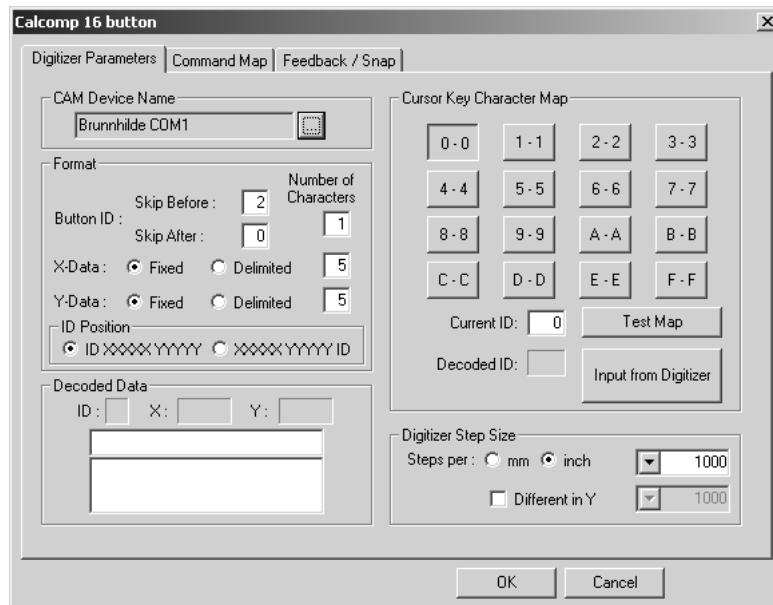 Calcomp 16 button
Digitizer Parameters Command Map Feedback / Snap
CAM Device Name
Brunnhilde COM1 ...
Format
Number of
Characters
Button ID :
Skip Before : 2
1
Skip After : 0
X-Data : Fixed Delimited 5
Y-Data : Fixed Delimited 5
ID Position
ID XXXXX YYYYY XXXXX YYYYY ID
Decoded Data
ID : X : Y :
Cursor Key Character Map
0 - 0 1 - 1 2 - 2 3 - 3
4 - 4 5 - 5 6 - 6 7 - 7
8 - 8 9 - 9 A - A B - B
C - C D - D E - E F - F
Current ID: 0 Test Map
Decoded ID: Input from Digitizer
Digitizer Step Size
Steps per : mm inch 1000
Different in Y 1000
OK Cancel